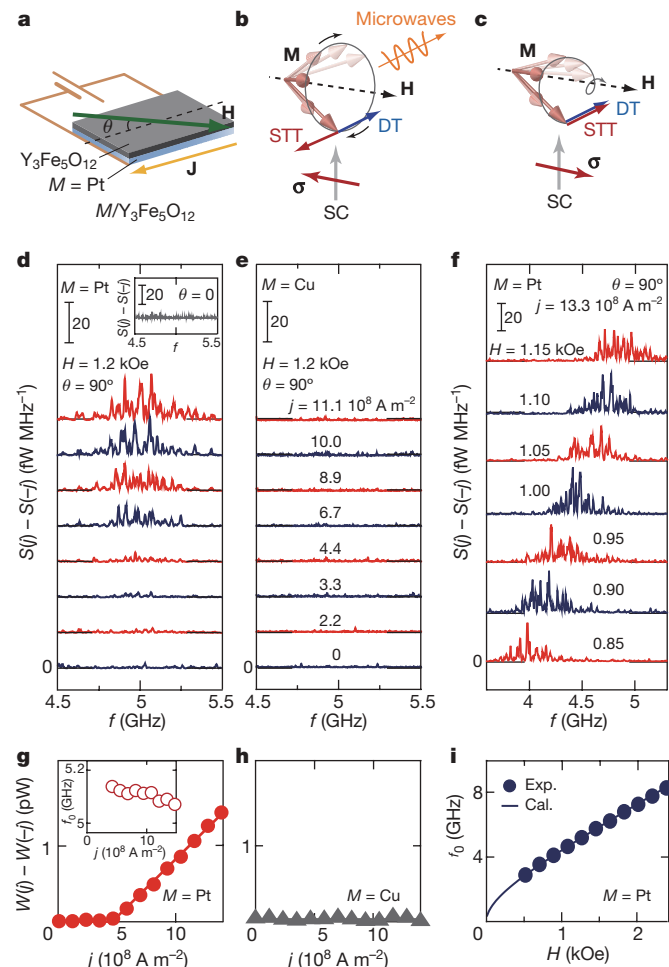 a
H
θ
Y₃Fe₅O₁₂
M = Pt
J
M/Y₃Fe₅O₁₂
b
Microwaves
M
H
STT
DT
σ
SC
c
M
H
DT
STT
σ
SC
d
M = Pt
20
S(j) − S(−j)
20
θ = 0
4.5
f
5.5
H = 1.2 kOe
θ = 90º
S(j) − S(−j) (fW MHz⁻¹)
0
4.5
5
5.5
f (GHz)
e
M = Cu
20
H = 1.2 kOe
θ = 90º
j = 11.1 10⁸ A m⁻²
10.0
8.9
6.7
4.4
3.3
2.2
0
4.5
5
5.5
f (GHz)
f
M = Pt
θ = 90º
20
j = 13.3 10⁸ A m⁻²
H = 1.15 kOe
1.10
1.05
1.00
0.95
0.90
0.85
S(j) − S(−j) (fW MHz⁻¹)
0
4
5
f (GHz)
g
5.2
f₀ (GHz)
5
0
10
j (10⁸ A m⁻²)
W(j) − W(−j) (pW)
1
M = Pt
0
5
10
j (10⁸ A m⁻²)
h
1
M = Cu
0
5
10
j (10⁸ A m⁻²)
i
Exp.
Cal.
8
4
f₀ (GHz)
M = Pt
0
1
2
H (kOe)